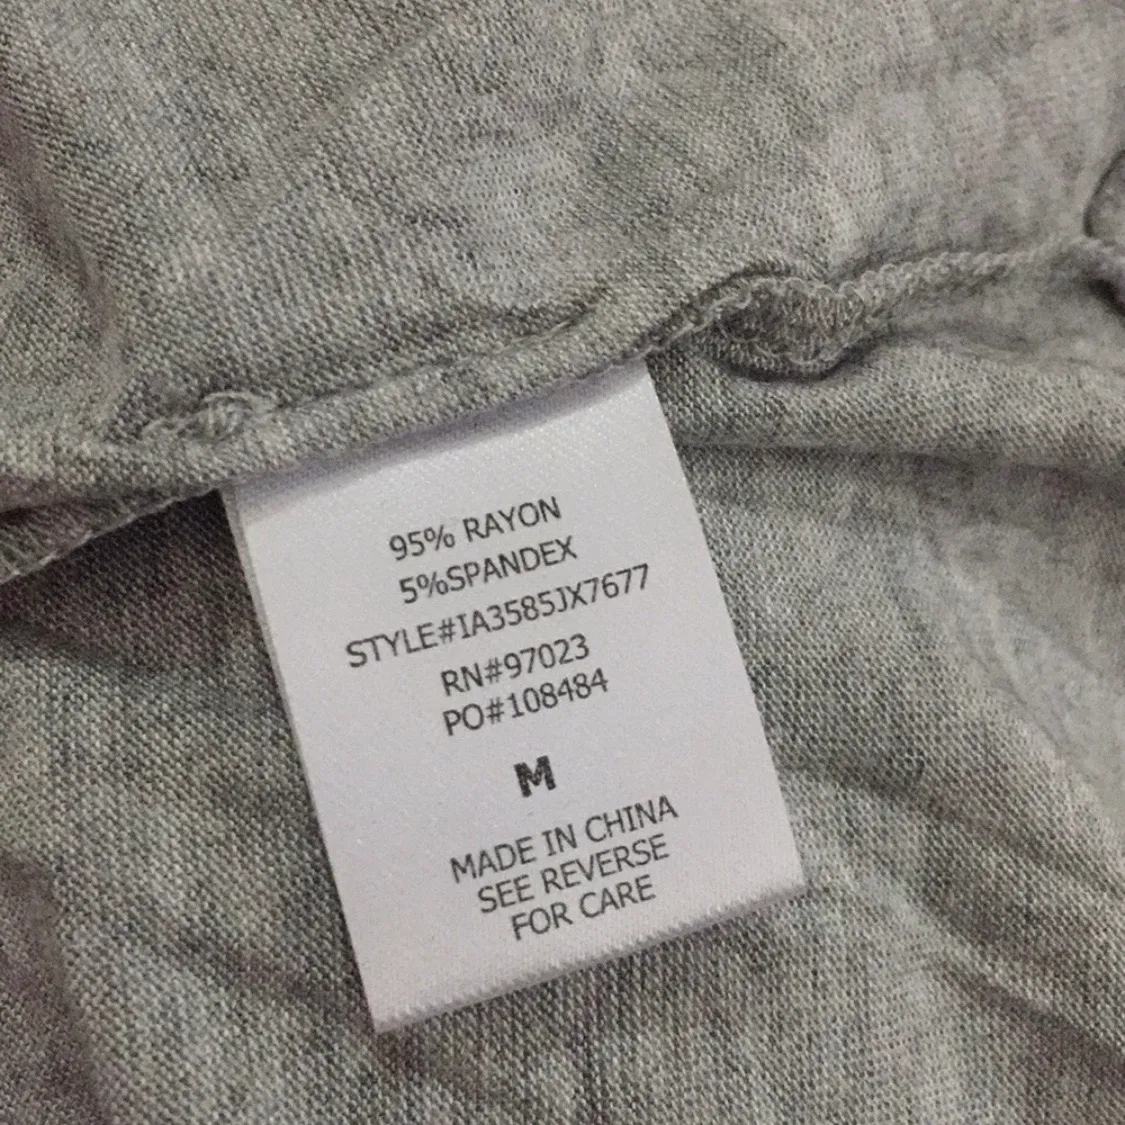 95% RAYON
5%SPANDEX
STYLE#IA3585JX7677
RN#97023
PO#108484
M
MADE IN CHINA
SEE REVERSE
FOR CARE